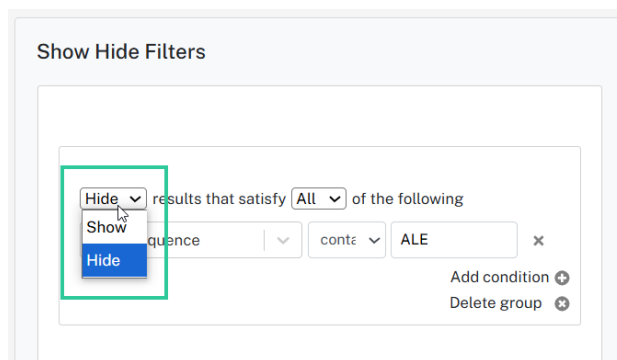 Show Hide Filters
Hide results that satisfy All of the following
Show
quence conta ALE
Hide
Add condition
Delete group